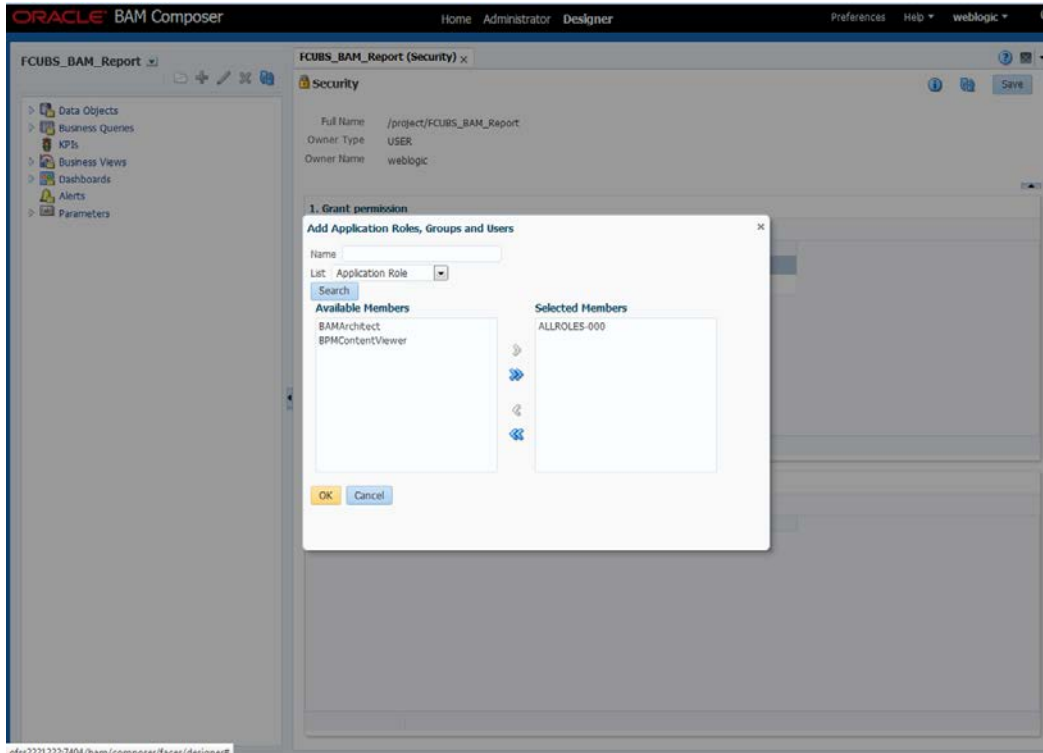 ORACLE BAM Composer
Home Administrator Designer
Preferences Help weblogic
FCUBS_BAM_Report
Data Objects
Business Queries
KPIs
Business Views
Dashboards
Alerts
Parameters
FCUBS_BAM_Report (Security) x
Security
Save
Full Name /project/FCUBS_BAM_Report
Owner Type USER
Owner Name weblogic
1. Grant permission
Add Application Roles, Groups and Users
Name
List Application Role
Search
Available Members
BAMArchitect
BPMContentViewer
Selected Members
ALLROLES-000
OK Cancel